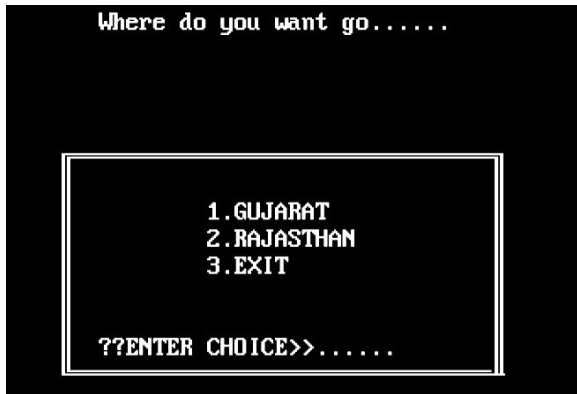 Where do you want go......
1.GUJARAT
2.RAJASTHAN
3.EXIT
??ENTER CHOICE>>......